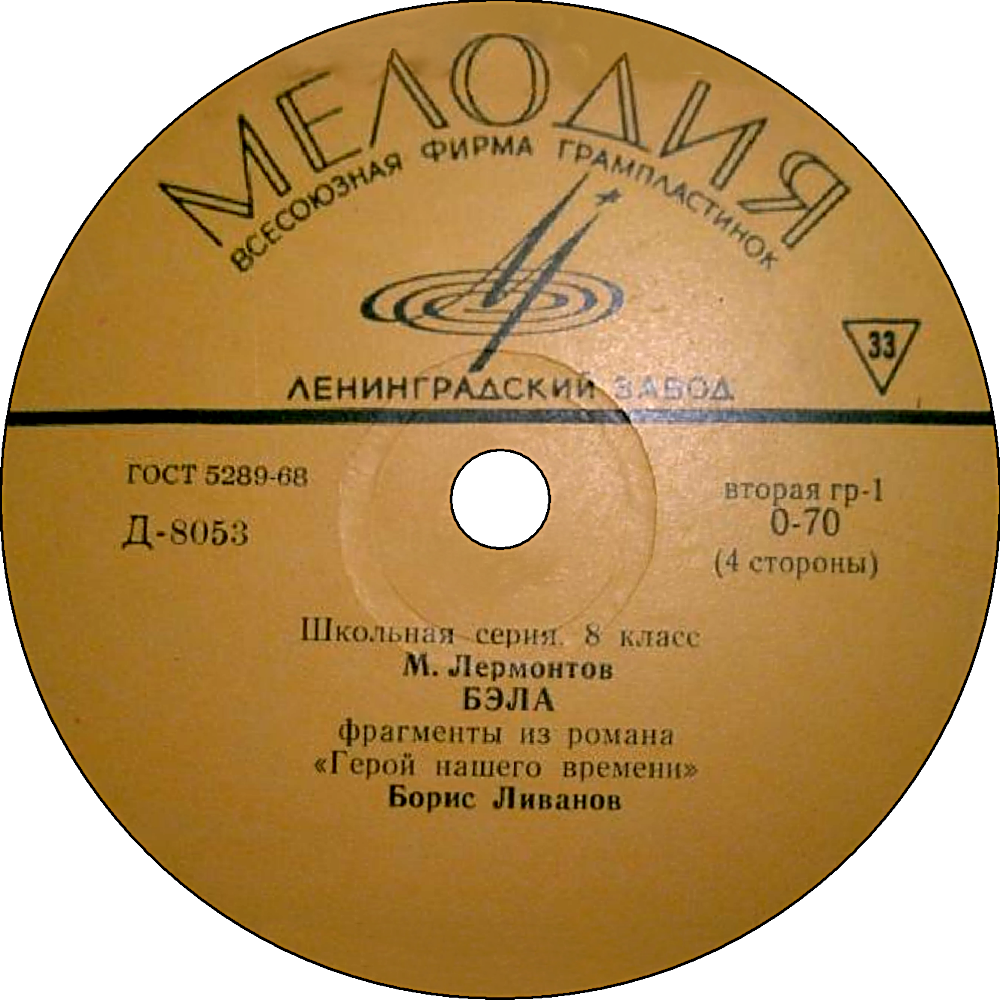 МЕЛОДИЯ
ВСЕСОЮЗНАЯ ФИРМА ГРАМПЛАСТИНОК
33
ЛЕНИНГРАДСКИЙ ЗАВОД
ГОСТ 5289-68
Д-8053
вторая гр-1
0-70
(4 стороны)
Школьная серия. 8 класс
М. Лермонтов
БЭЛА
фрагменты из романа
«Герой нашего времени»
Борис Ливанов